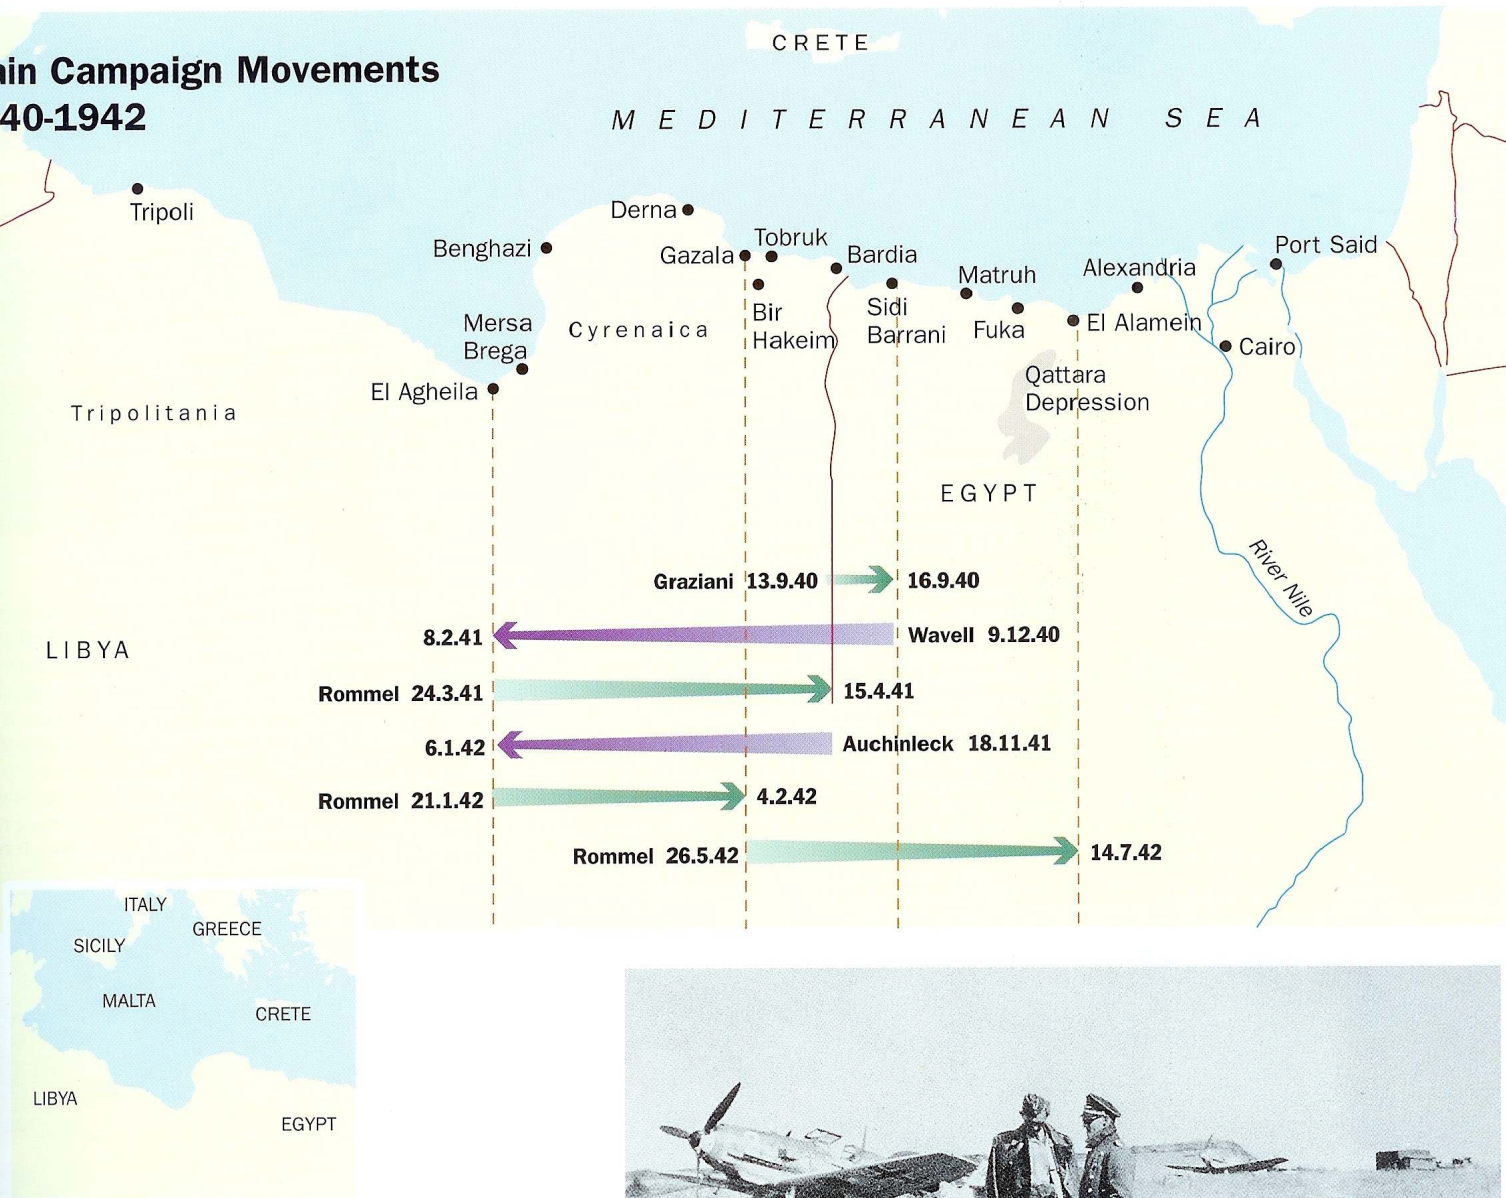 ain Campaign Movements
40-1942
CRETE
MEDITERRANEAN SEA
Tripoli
Derna
Benghazi
Gazala
Tobruk
Bardia
Port Said
Alexandria
Matruh
Sidi
Barrani
Bir
Hakeim
Fuka
El Alamein
Cairo
Mersa
Brega
Cyrenaica
El Agheila
Tripolitania
Qattara
Depression
EGYPT
River Nile
LIBYA
Graziani 13.9.40 16.9.40
8.2.41 Wavell 9.12.40
Rommel 24.3.41 15.4.41
6.1.42 Auchinleck 18.11.41
Rommel 21.1.42 4.2.42
Rommel 26.5.42 14.7.42
ITALY
GREECE
SICILY
MALTA
CRETE
LIBYA
EGYPT